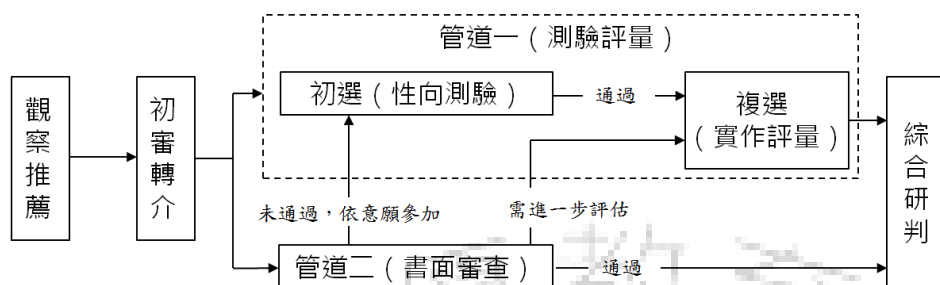 管道一（測驗評量）
觀察推薦
初審轉介
初選（性向測驗）
通過
複選
（實作評量）
綜合研判
未通過，依意願參加
需進一步評估
管道二（書面審查）
通過